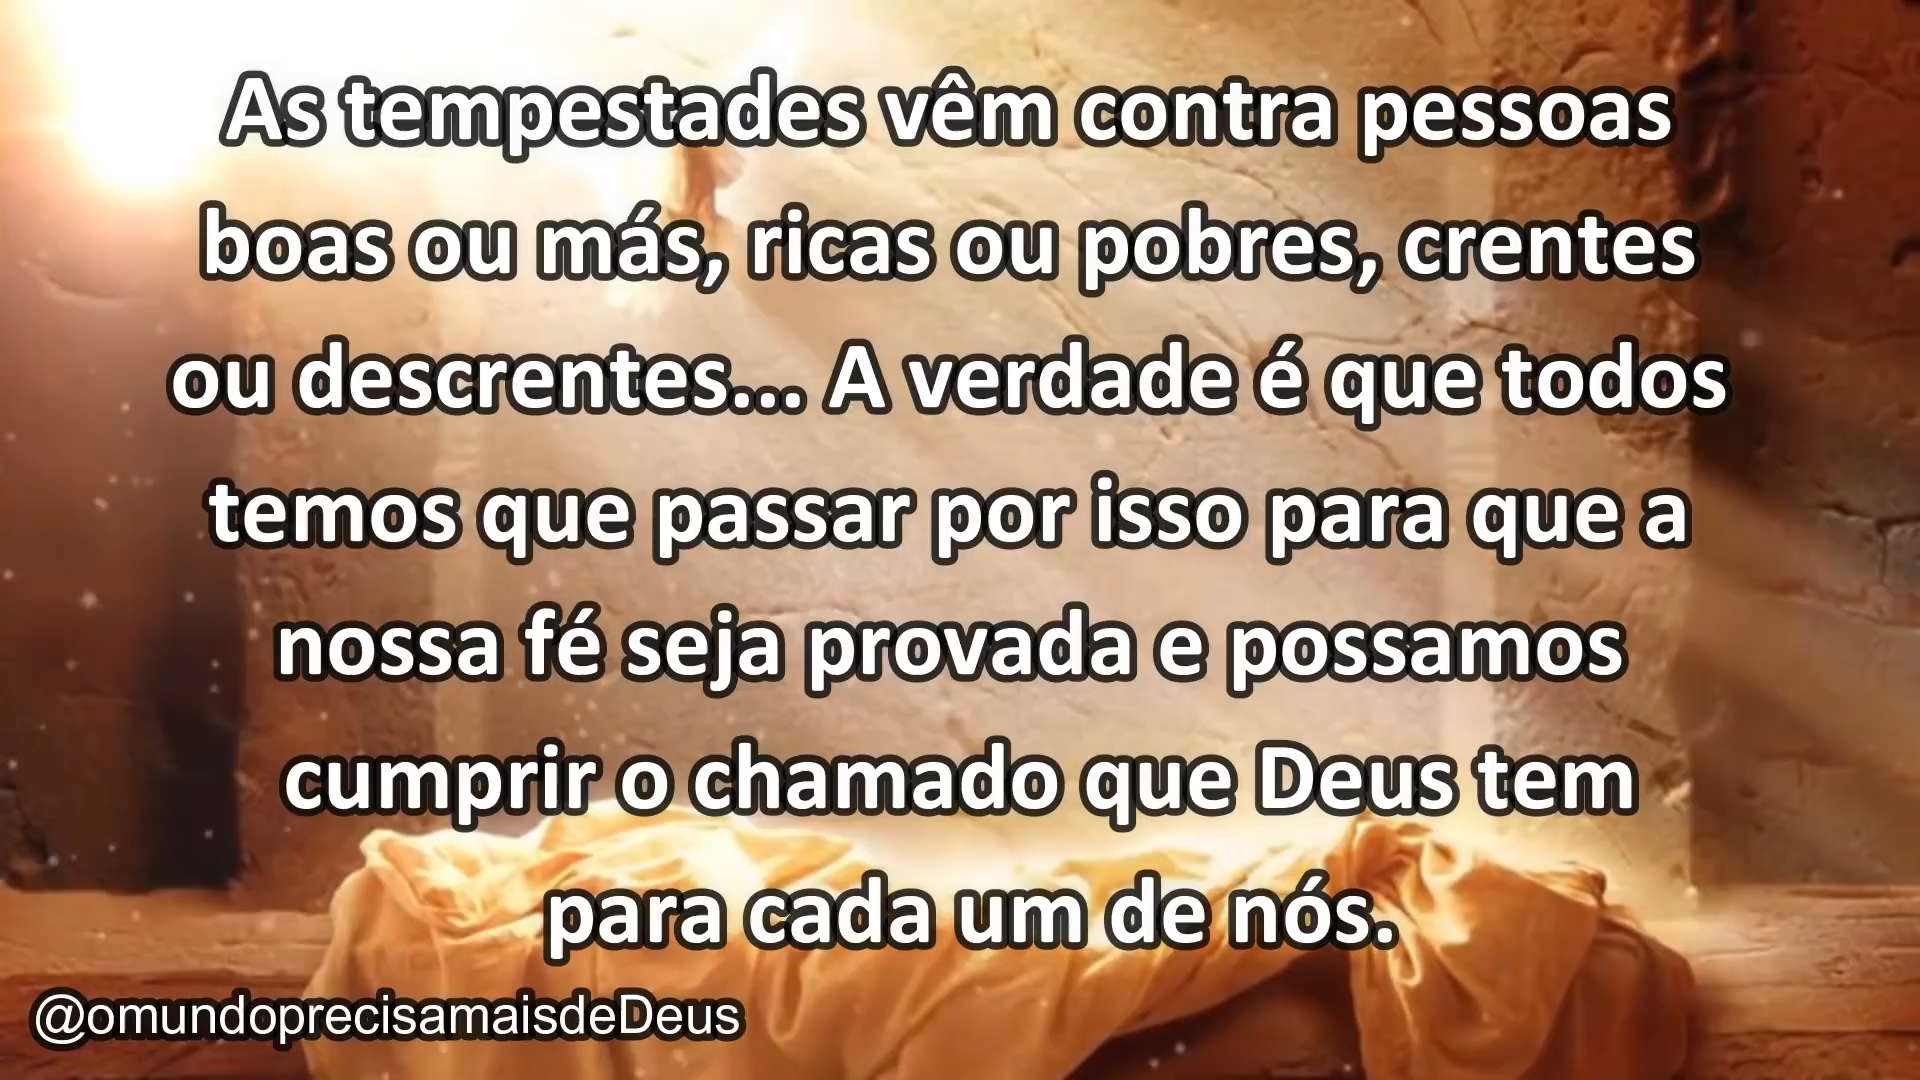 As tempestades vêm contra pessoas
boas ou más, ricas ou pobres, crentes
ou descrentes... A verdade é que todos
temos que passar por isso para que a
nossa fé seja provada e possamos
cumprir o chamado que Deus tem
para cada um de nós.
@omundoprecisamaisdeDeus